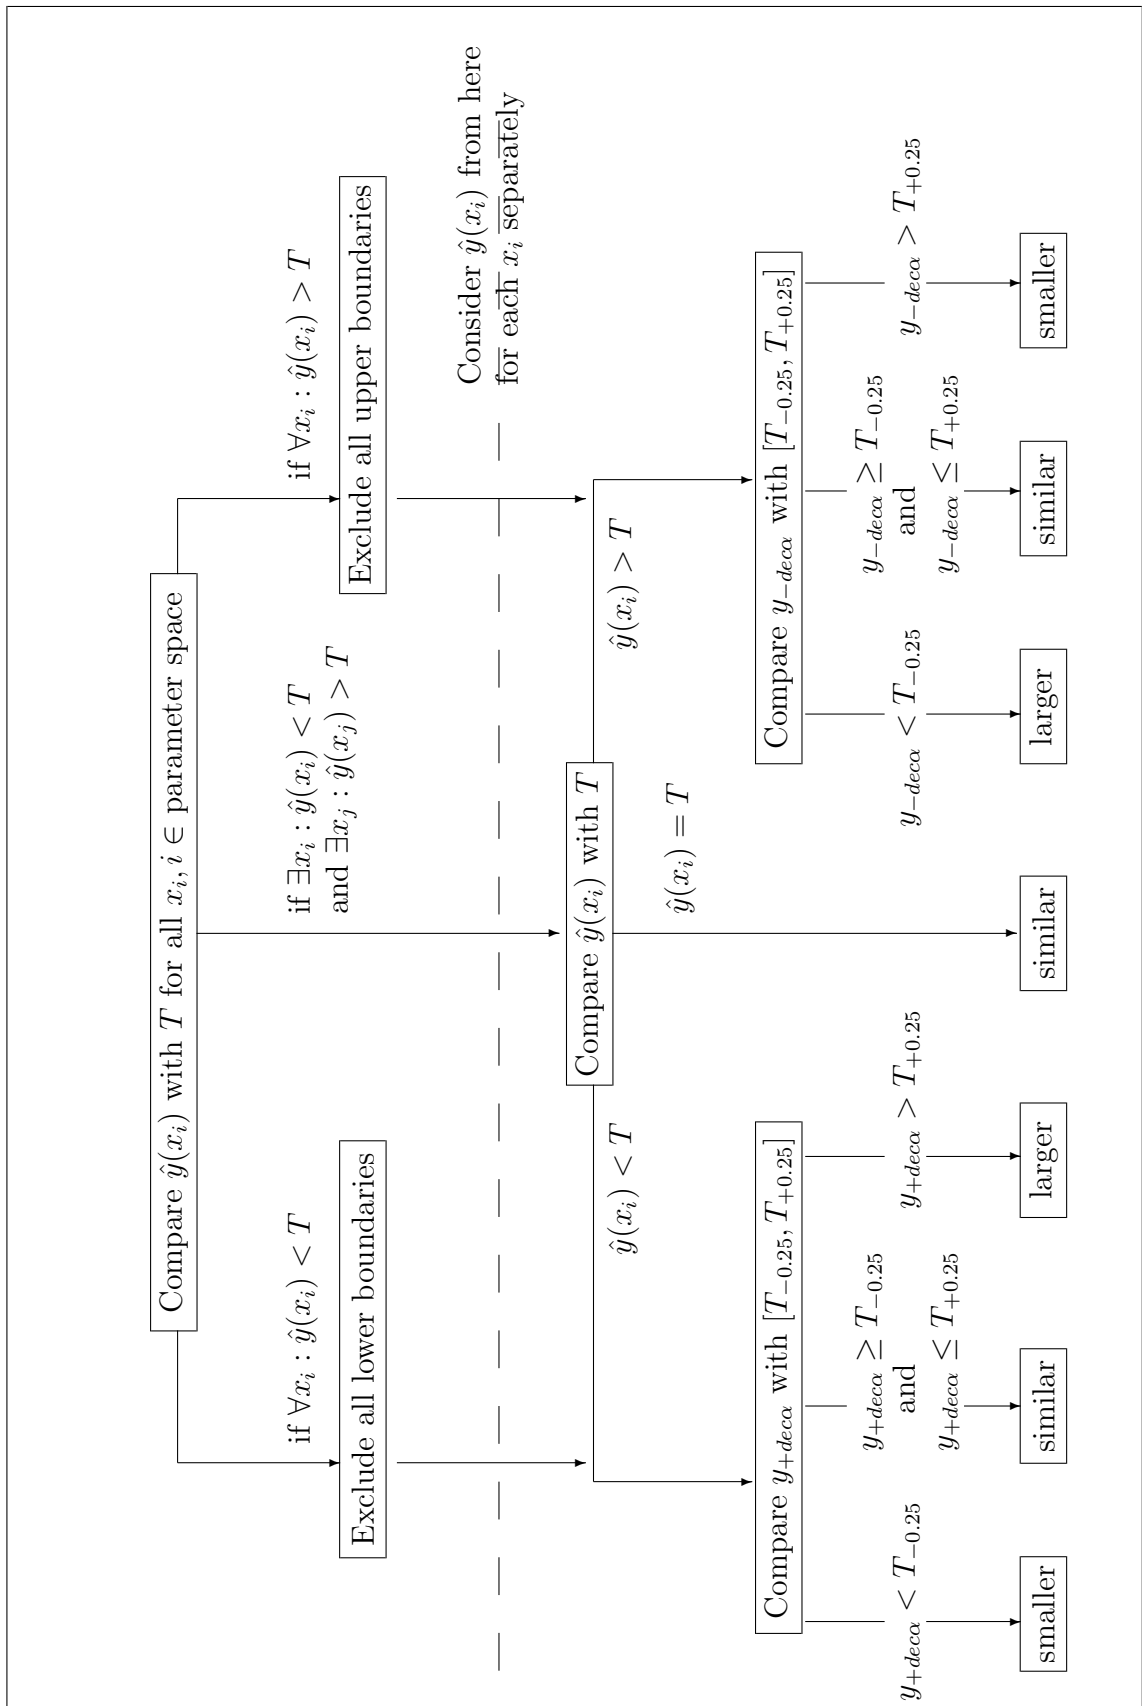 Compare ŷ(x_i) with T for all x_i, i ∈ parameter space
if ∀x_i : ŷ(x_i) < T
if ∃x_i : ŷ(x_i) < T
and ∃x_j : ŷ(x_j) > T
if ∀x_i : ŷ(x_i) > T
Exclude all lower boundaries
Exclude all upper boundaries
Consider ŷ(x_i) from here
for each x_i separately
Compare ŷ(x_i) with T
ŷ(x_i) < T
ŷ(x_i) = T
ŷ(x_i) > T
Compare y_{+decα} with [T_{−0.25}, T_{+0.25}]
Compare y_{−decα} with [T_{−0.25}, T_{+0.25}]
y_{+decα} < T_{−0.25}
y_{+decα} ≥ T_{−0.25}
and
y_{+decα} ≤ T_{+0.25}
y_{+decα} > T_{+0.25}
y_{−decα} < T_{−0.25}
y_{−decα} ≥ T_{−0.25}
and
y_{−decα} ≤ T_{+0.25}
y_{−decα} > T_{+0.25}
smaller
similar
larger
similar
larger
similar
smaller